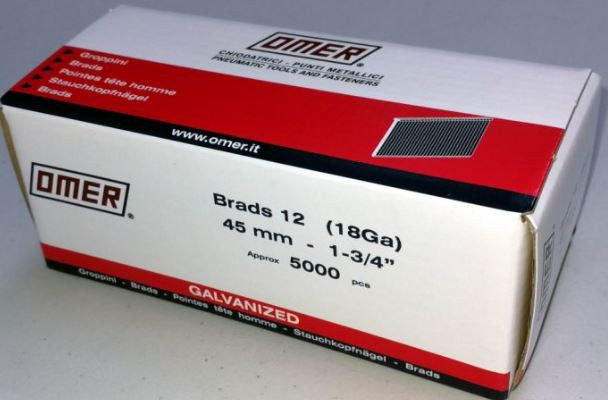 OMER®
CHIODATRICI - PUNTI METALLICI
PNEUMATIC TOOLS AND FASTENERS
Groppini
Brads
Pointes tête homme
Stauchkopfnägel
Brads
www.omer.it
OMER®
Brads 12 (18Ga)
45 mm - 1-3/4”
Approx 5000 pcs
GALVANIZED
Groppini - Brads - Pointes tête homme - Stauchkopfnägel - Brads